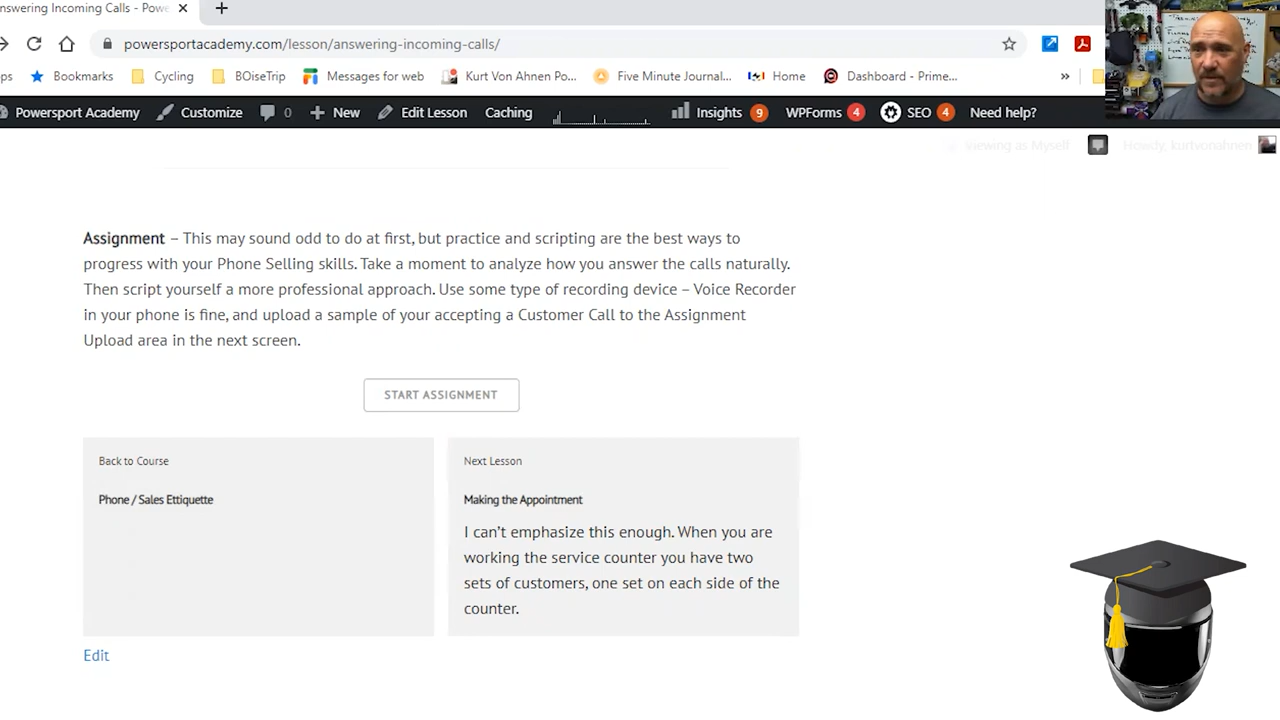 nswering Incoming Calls - Powe
powersportacademy.com/lesson/answering-incoming-calls/
ps Bookmarks Cycling BOiseTrip Messages for web Kurt Von Ahnen Po... Five Minute Journal... Home Dashboard - Prime... »
Powersport Academy Customize 0 New Edit Lesson Caching Insights 9 WPForms 4 SEO 4 Need help?
viewing as Myself Howdy, kurtvonahnen
Assignment – This may sound odd to do at first, but practice and scripting are the best ways to
progress with your Phone Selling skills. Take a moment to analyze how you answer the calls naturally.
Then script yourself a more professional approach. Use some type of recording device – Voice Recorder
in your phone is fine, and upload a sample of your accepting a Customer Call to the Assignment
Upload area in the next screen.
START ASSIGNMENT
Back to Course
Phone / Sales Ettiquette
Next Lesson
Making the Appointment
I can't emphasize this enough. When you are
working the service counter you have two
sets of customers, one set on each side of the
counter.
Edit